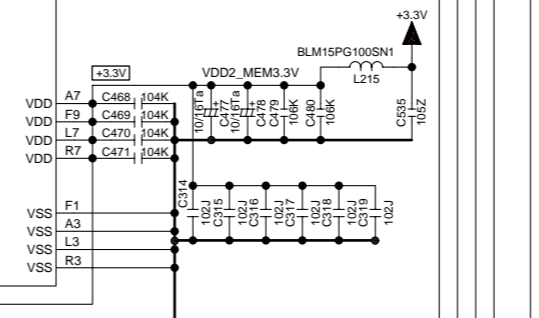 +3.3V
BLM15PG100SN1
L215
+3.3V
VDD2_MEM3.3V
VDD A7 C468 104K
VDD F9 C469 104K
VDD L7 C470 104K
VDD R7 C471 104K
10/16Ta
C477
10/16Ta
C478
C479
106K
C480
106K
C535
105Z
C314
102J
C315
102J
C316
102J
C317
102J
C318
102J
C319
102J
VSS F1
VSS A3
VSS L3
VSS R3